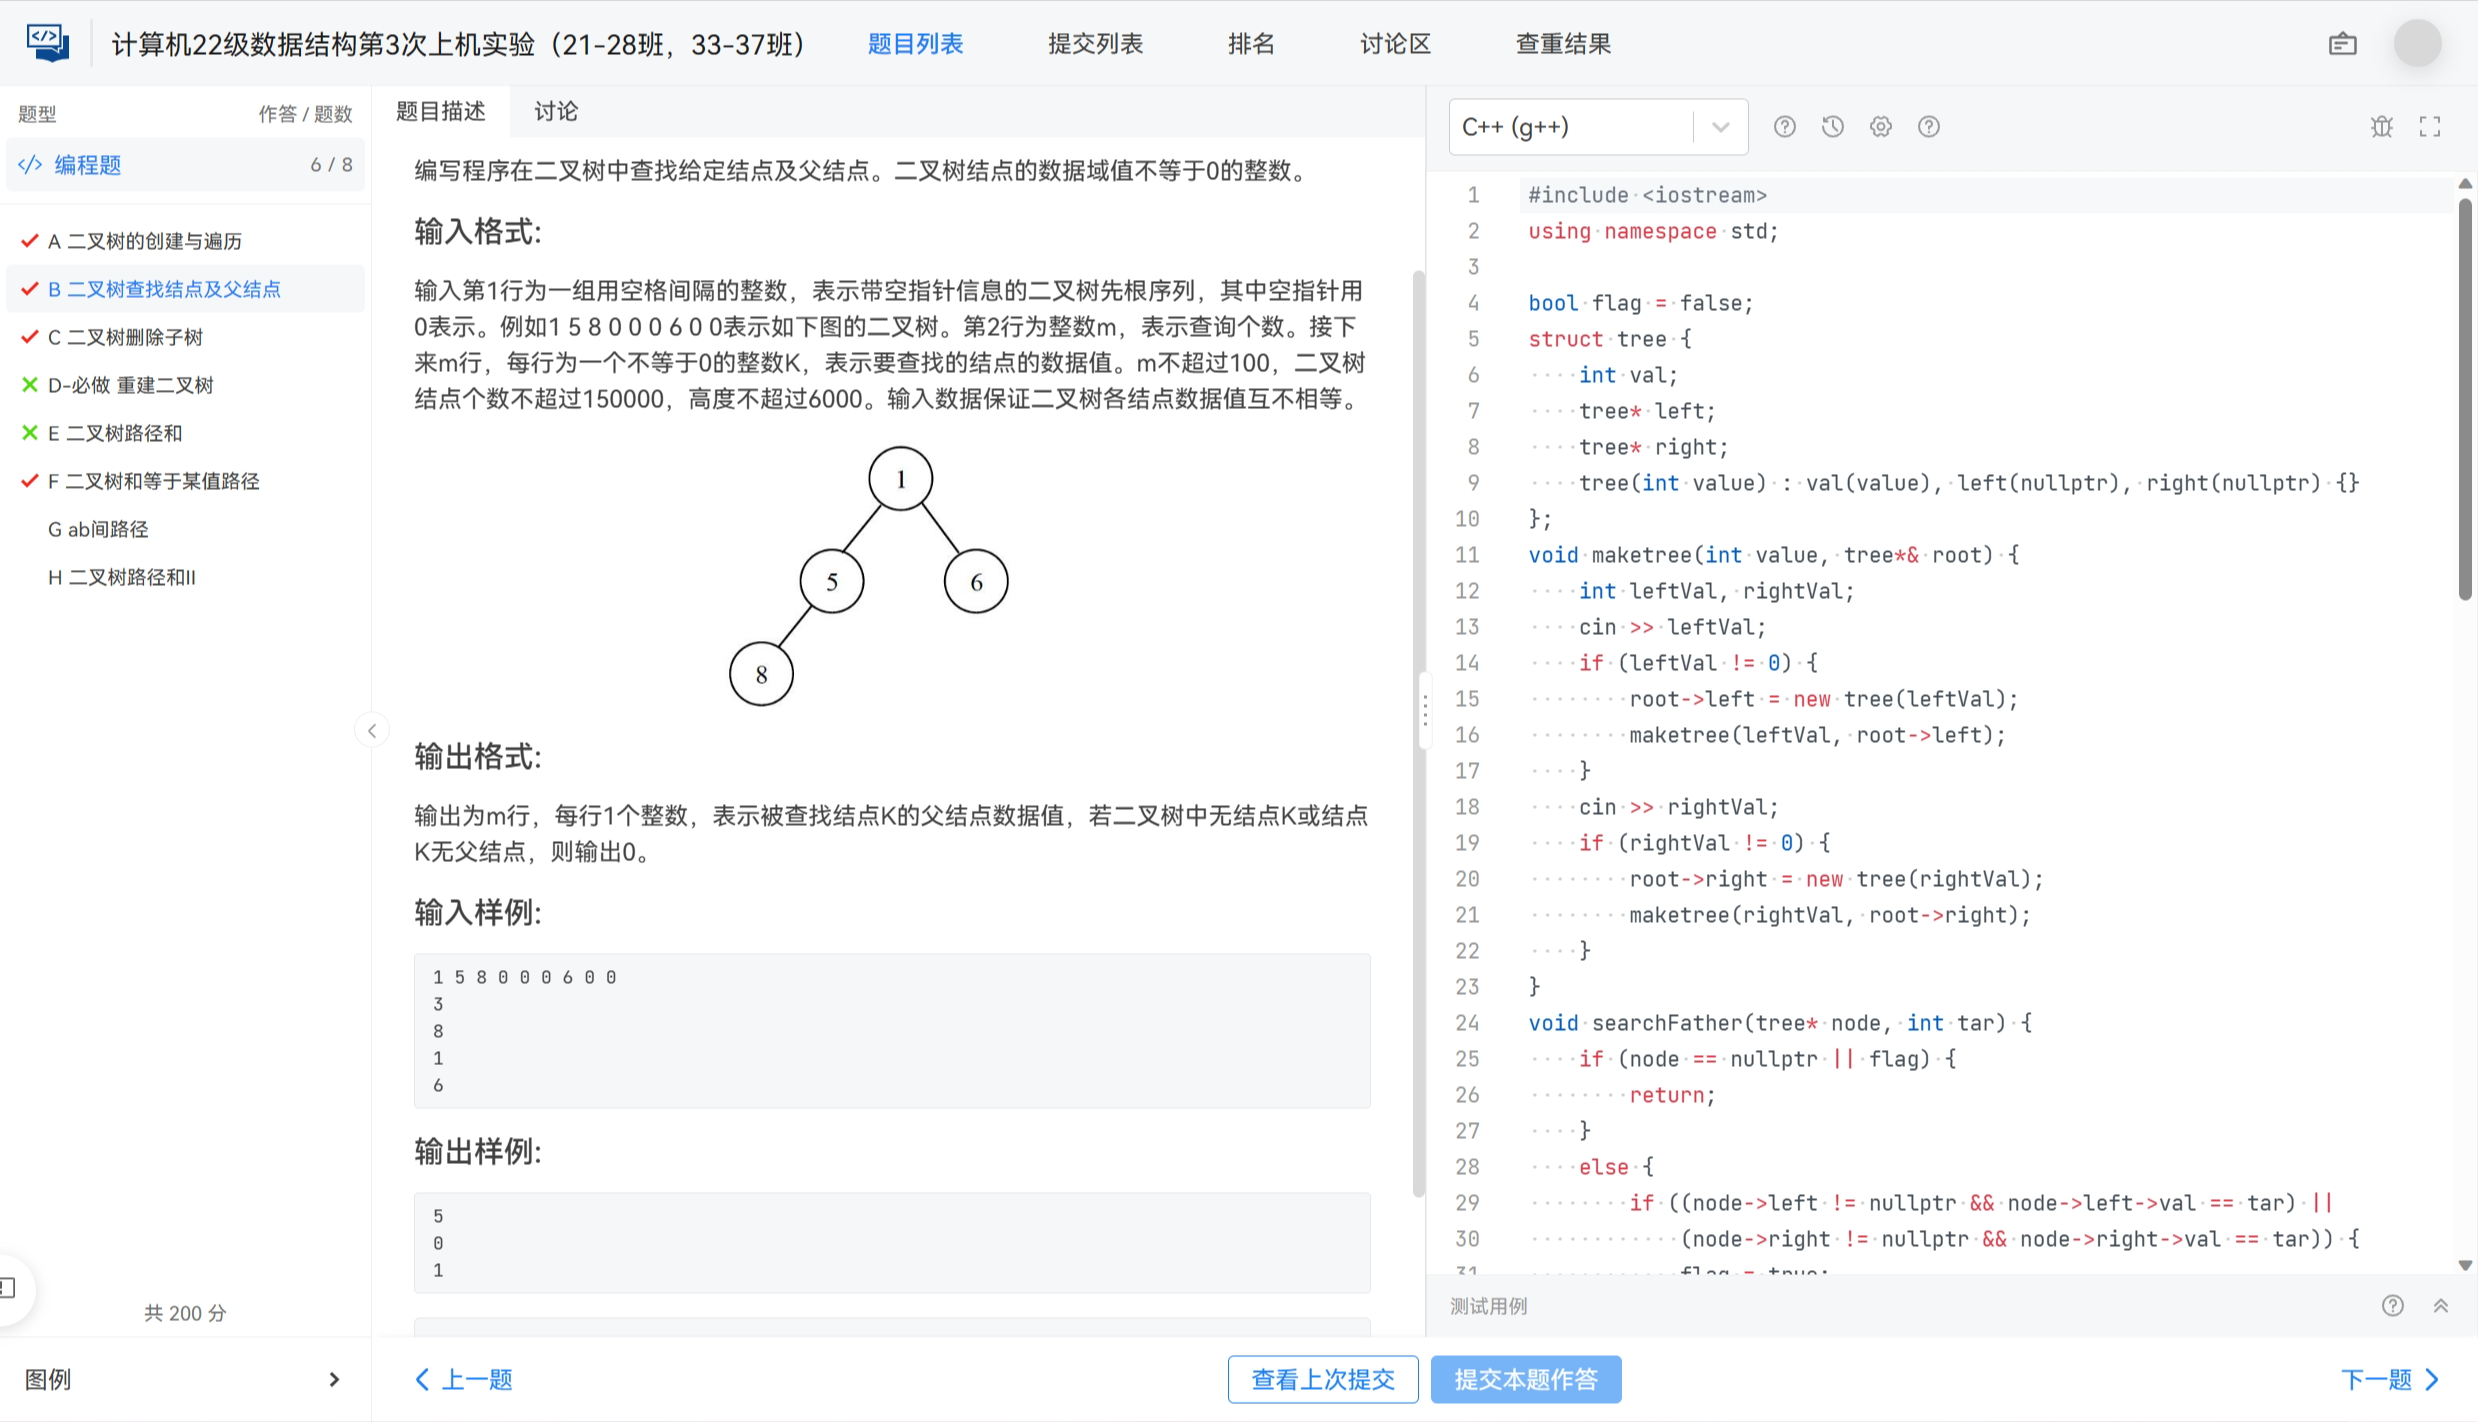 计算机22级数据结构第3次上机实验（21-28班，33-37班）
题目列表
提交列表
排名
讨论区
查重结果
题型
作答 / 题数
编程题
6 / 8
A 二叉树的创建与遍历
B 二叉树查找结点及父结点
C 二叉树删除子树
D-必做 重建二叉树
E 二叉树路径和
F 二叉树和等于某值路径
G ab间路径
H 二叉树路径和II
共 200 分
图例
题目描述
讨论
编写程序在二叉树中查找给定结点及父结点。二叉树结点的数据域值不等于0的整数。
输入格式:
输入第1行为一组用空格间隔的整数，表示带空指针信息的二叉树先根序列，其中空指针用
0表示。例如1 5 8 0 0 0 6 0 0表示如下图的二叉树。第2行为整数m，表示查询个数。接下
来m行，每行为一个不等于0的整数K，表示要查找的结点的数据值。m不超过100，二叉树
结点个数不超过150000，高度不超过6000。输入数据保证二叉树各结点数据值互不相等。
1
5
6
8
输出格式:
输出为m行，每行1个整数，表示被查找结点K的父结点数据值，若二叉树中无结点K或结点
K无父结点，则输出0。
输入样例:
1 5 8 0 0 0 6 0 0
3
8
1
6
输出样例:
5
0
1
上一题
查看上次提交
提交本题作答
下一题
C++ (g++)
1 #include <iostream>
2 using namespace std;
3
4 bool flag = false;
5 struct tree {
6     int val;
7     tree* left;
8     tree* right;
9     tree(int value) : val(value), left(nullptr), right(nullptr) {}
10 };
11 void maketree(int value, tree*& root) {
12     int leftVal, rightVal;
13     cin >> leftVal;
14     if (leftVal != 0) {
15         root->left = new tree(leftVal);
16         maketree(leftVal, root->left);
17     }
18     cin >> rightVal;
19     if (rightVal != 0) {
20         root->right = new tree(rightVal);
21         maketree(rightVal, root->right);
22     }
23 }
24 void searchFather(tree* node, int tar) {
25     if (node == nullptr || flag) {
26         return;
27     }
28     else {
29         if ((node->left != nullptr && node->left->val == tar) ||
30             (node->right != nullptr && node->right->val == tar)) {
31             flag = true;
测试用例